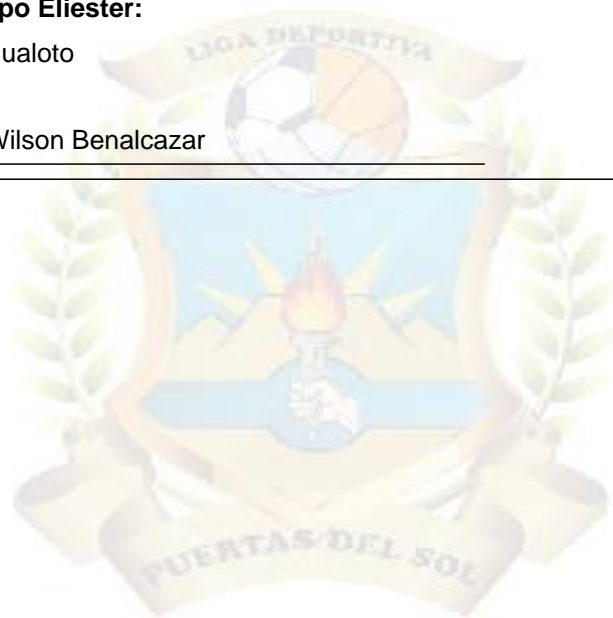 po Eliester:
ualoto
Wilson Benalcazar
LIGA DEPORTIVA
PUERTAS DEL SOL